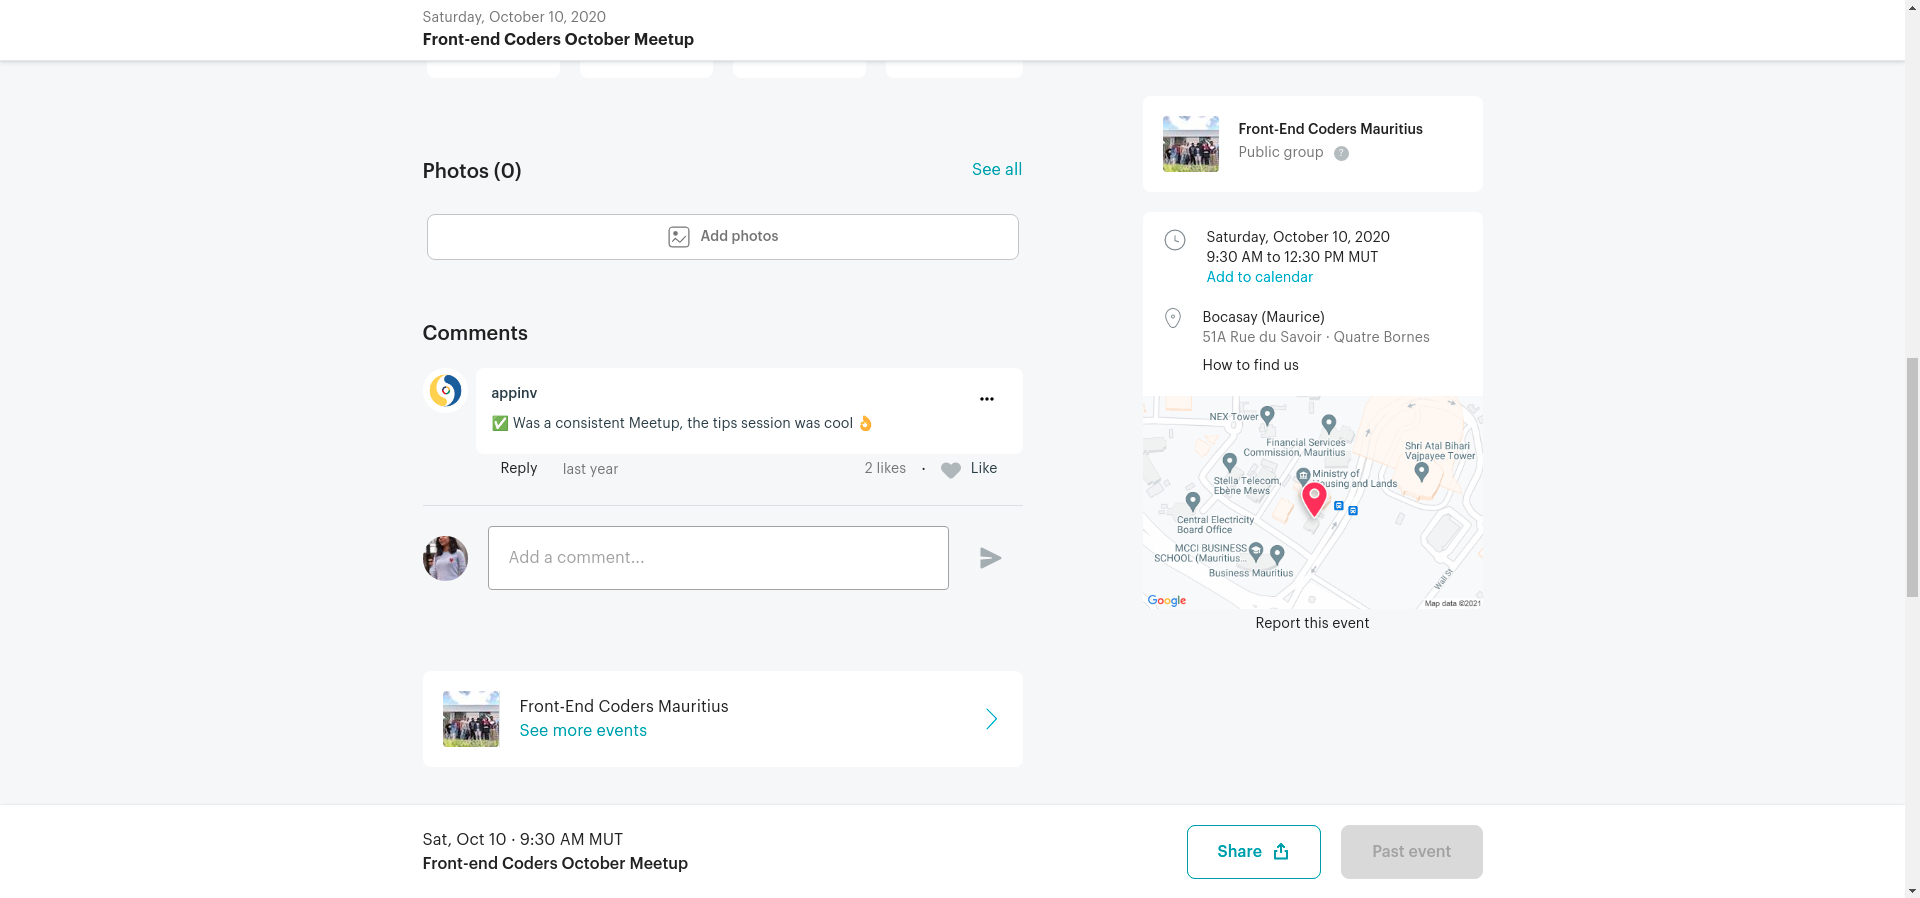 Saturday, October 10, 2020
Front-end Coders October Meetup
Photos (0)
See all
Add photos
Comments
appinv
✅ Was a consistent Meetup, the tips session was cool 👌
Reply
last year
2 likes
·
Like
Add a comment...
Front-End Coders Mauritius
See more events
Front-End Coders Mauritius
Public group
?
Saturday, October 10, 2020
9:30 AM to 12:30 PM MUT
Add to calendar
Bocasay (Maurice)
51A Rue du Savoir · Quatre Bornes
How to find us
NEX Tower
Financial Services
Commission, Mauritius
Shri Atal Bihari
Vajpayee Tower
Stella Telecom,
Ebène Mews
Ministry of
using and Lands
Central Electricity
Board Office
MCCI BUSINESS
SCHOOL (Mauritius...
Business Mauritius
Wall St
Google
Map data ©2021
Report this event
Sat, Oct 10 · 9:30 AM MUT
Front-end Coders October Meetup
Share
Past event